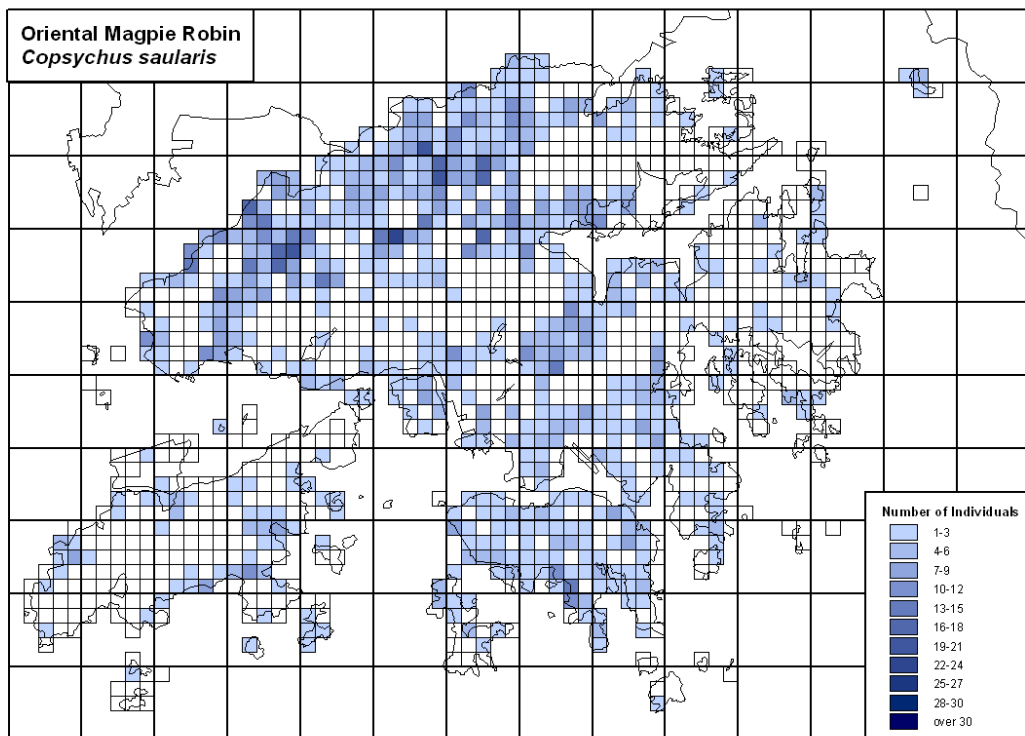 Oriental Magpie Robin
Copsychus saularis
Number of Individuals
1-3
4-6
7-9
10-12
13-15
16-18
19-21
22-24
25-27
28-30
over 30